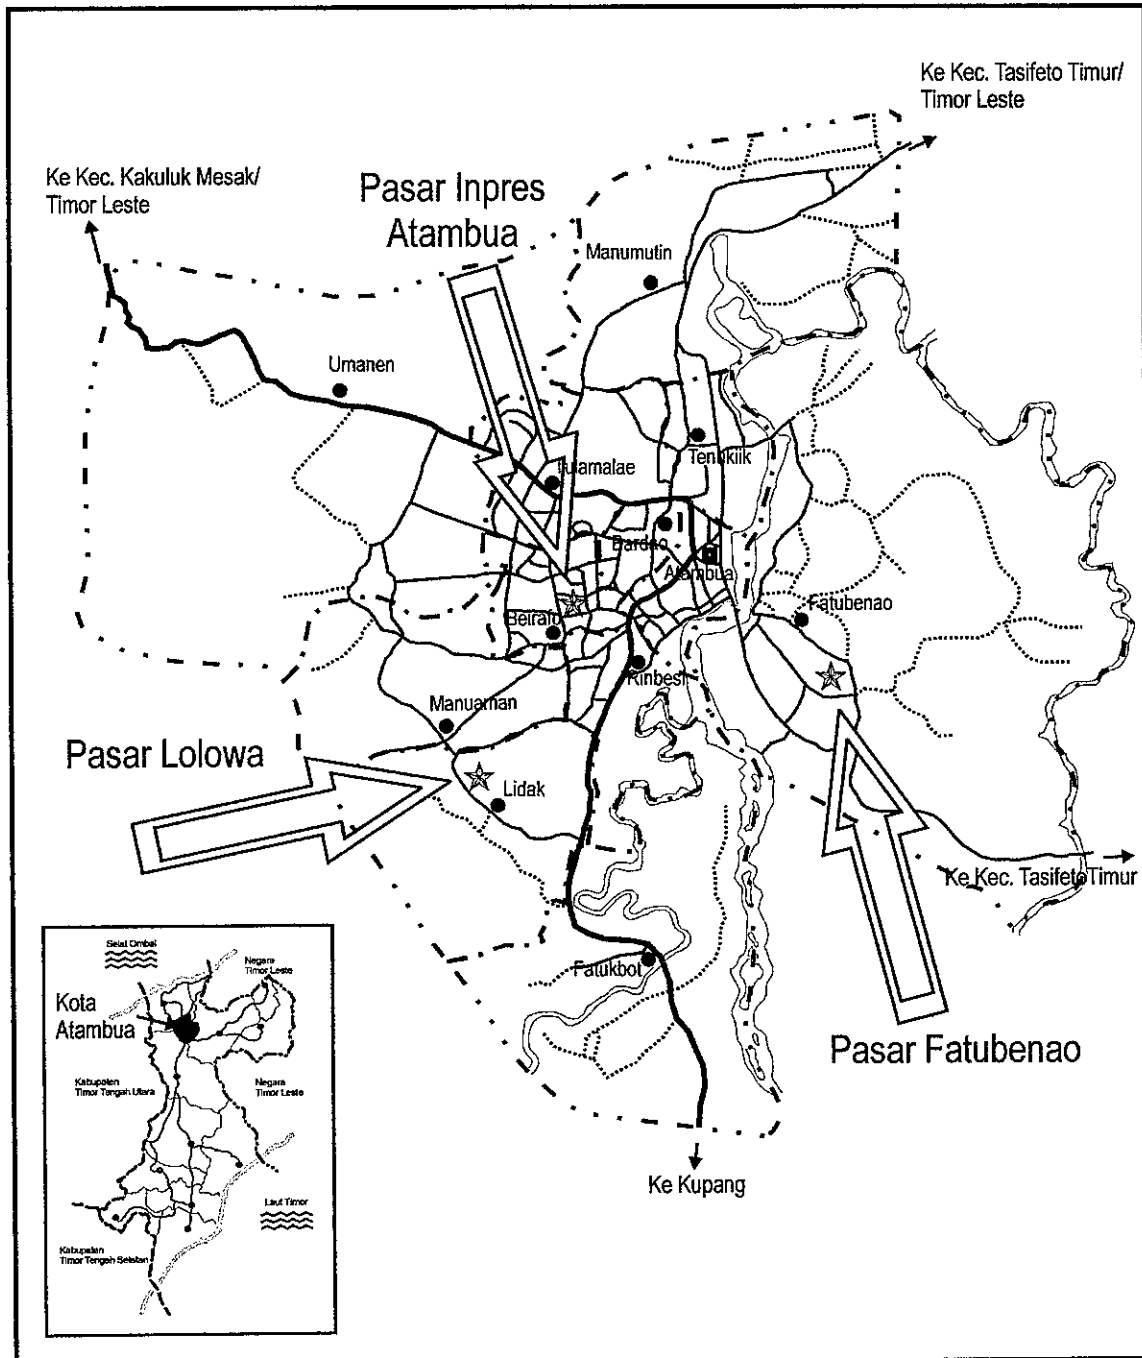 Ke Kec. Tasifeto Timur/
Timor Leste
Ke Kec. Kakuluk Mesak/
Timor Leste
Pasar Inpres
Atambua
Manumutin
Umanen
Tenukiik
Tulamalae
Bardao
Atambua
Fatubenao
Beirafo
Rinbesi
Manuaman
Pasar Lolowa
Lidak
Ke Kec. Tasifeto Timur
Fatukbot
Pasar Fatubenao
Ke Kupang
Selat Ombai
Negara
Timor Leste
Kota
Atambua
Kabupaten
Timor Tengah Utara
Negara
Timor Leste
Laut Timor
Kabupaten
Timor Tengah Selatan